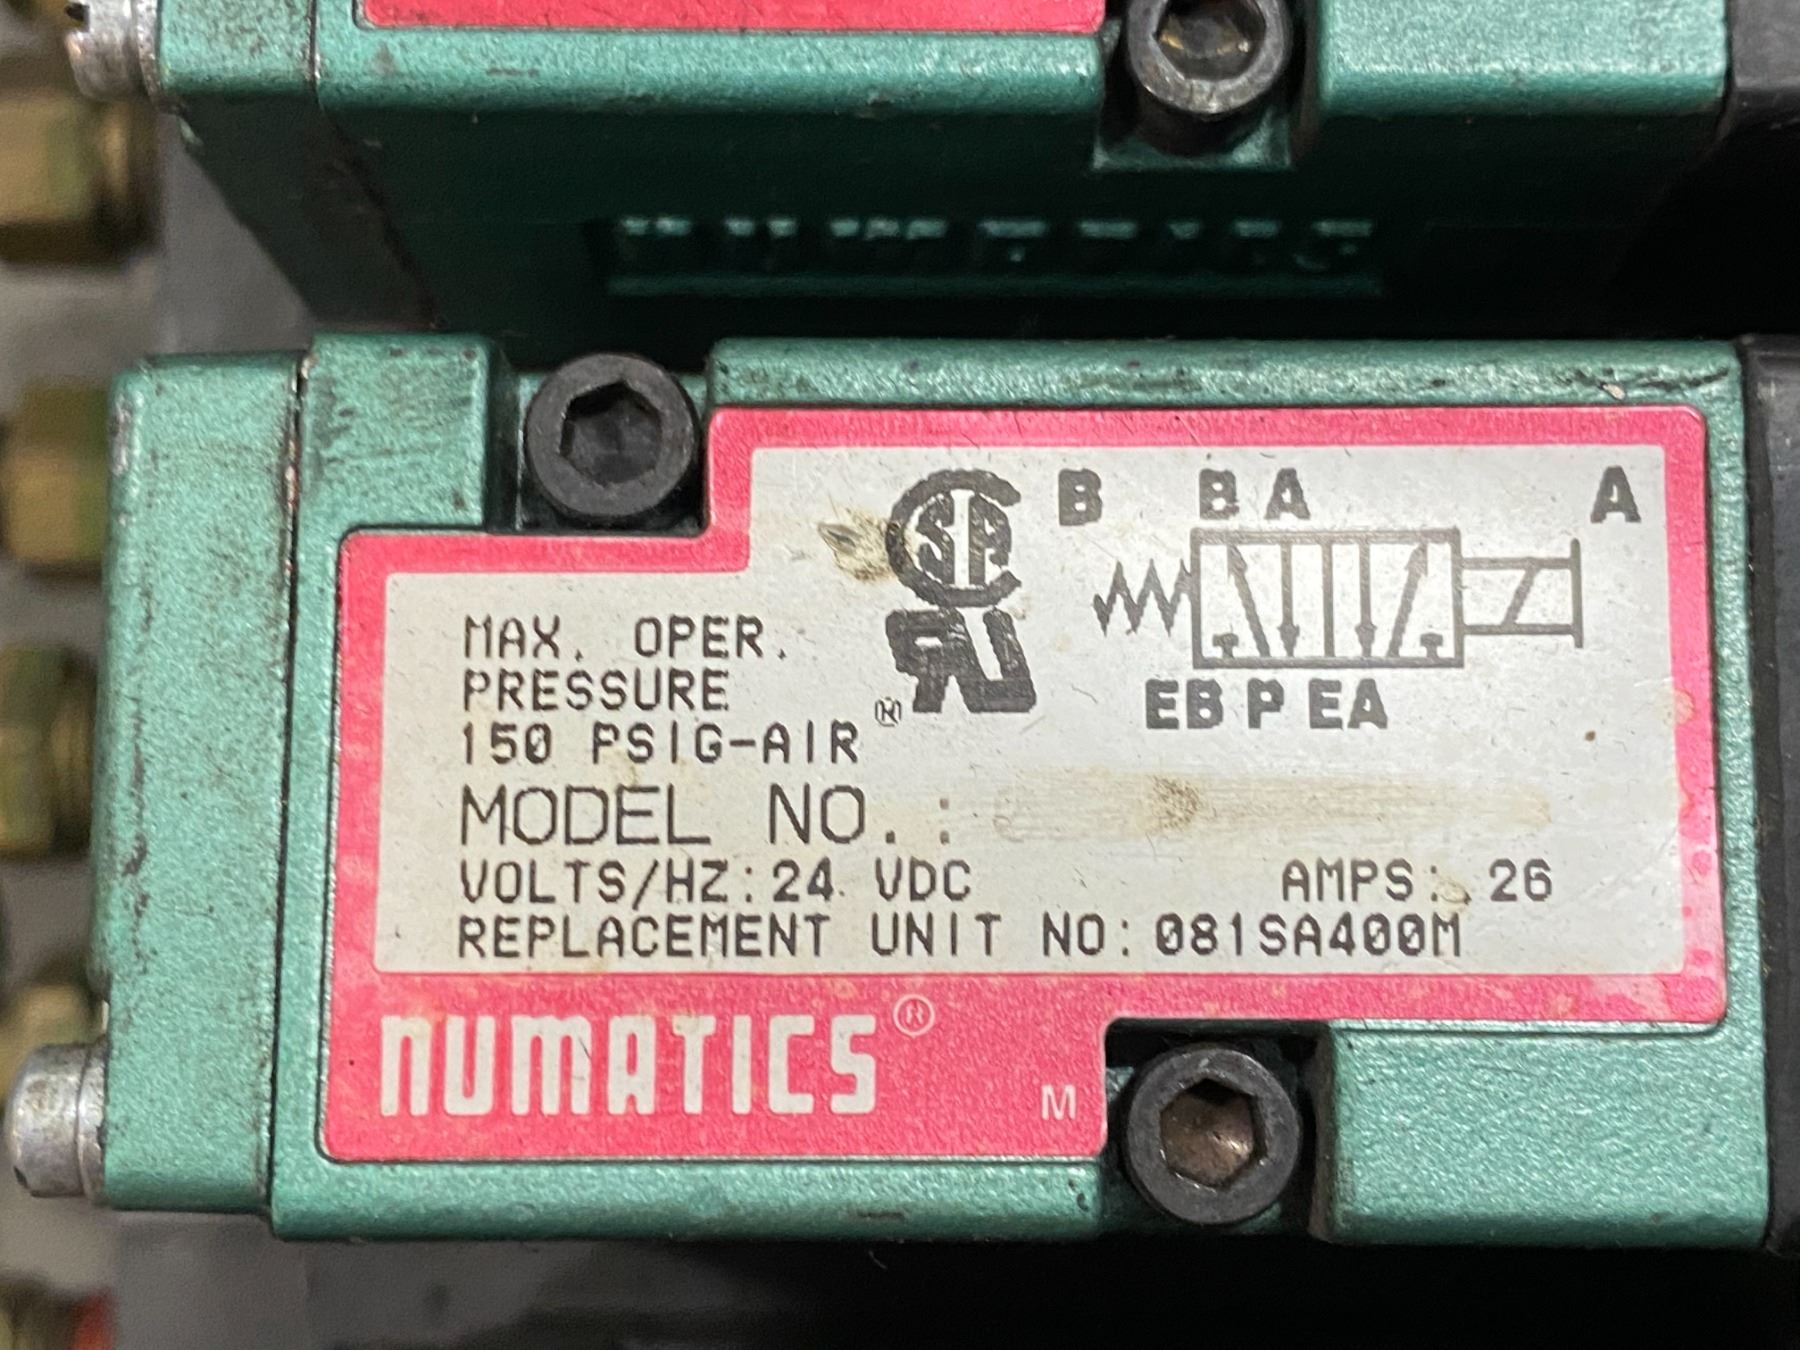 B BA A
EB P EA
MAX. OPER.
PRESSURE
150 PSIG-AIR
MODEL NO.:
VOLTS/HZ:24 VDC AMPS:.26
REPLACEMENT UNIT NO:081SA400M
NUMATICS®
M